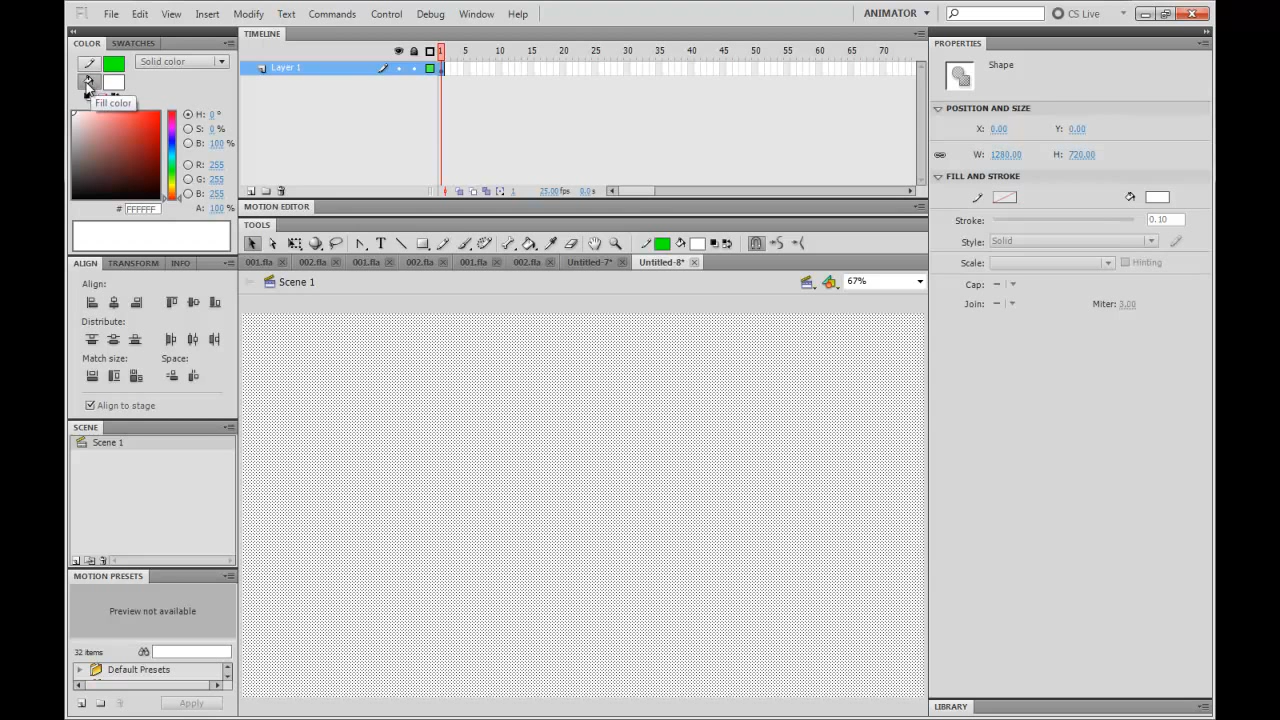 Fl File Edit View Insert Modify Text Commands Control Debug Window Help ANIMATOR CS Live
COLOR SWATCHES
Solid color
Fill color
H: 0 °
S: 0 %
B: 100 %
R: 255
G: 255
B: 255
# FFFFFF A: 100 %
ALIGN TRANSFORM INFO
Align:
Distribute:
Match size: Space:
Align to stage
SCENE
Scene 1
MOTION PRESETS
Preview not available
32 items
Default Presets
Apply
TIMELINE
1 5 10 15 20 25 30 35 40 45 50 55 60 65 70
Layer 1
1 25.00fps 0.0s
MOTION EDITOR
TOOLS
001.fla 002.fla 001.fla 002.fla 001.fla 002.fla Untitled-7* Untitled-8*
Scene 1 67%
PROPERTIES
Shape
POSITION AND SIZE
X: 0.00 Y: 0.00
W: 1280.00 H: 720.00
FILL AND STROKE
Stroke: 0.10
Style: Solid
Scale: Hinting
Cap:
Join: Miter: 3.00
LIBRARY